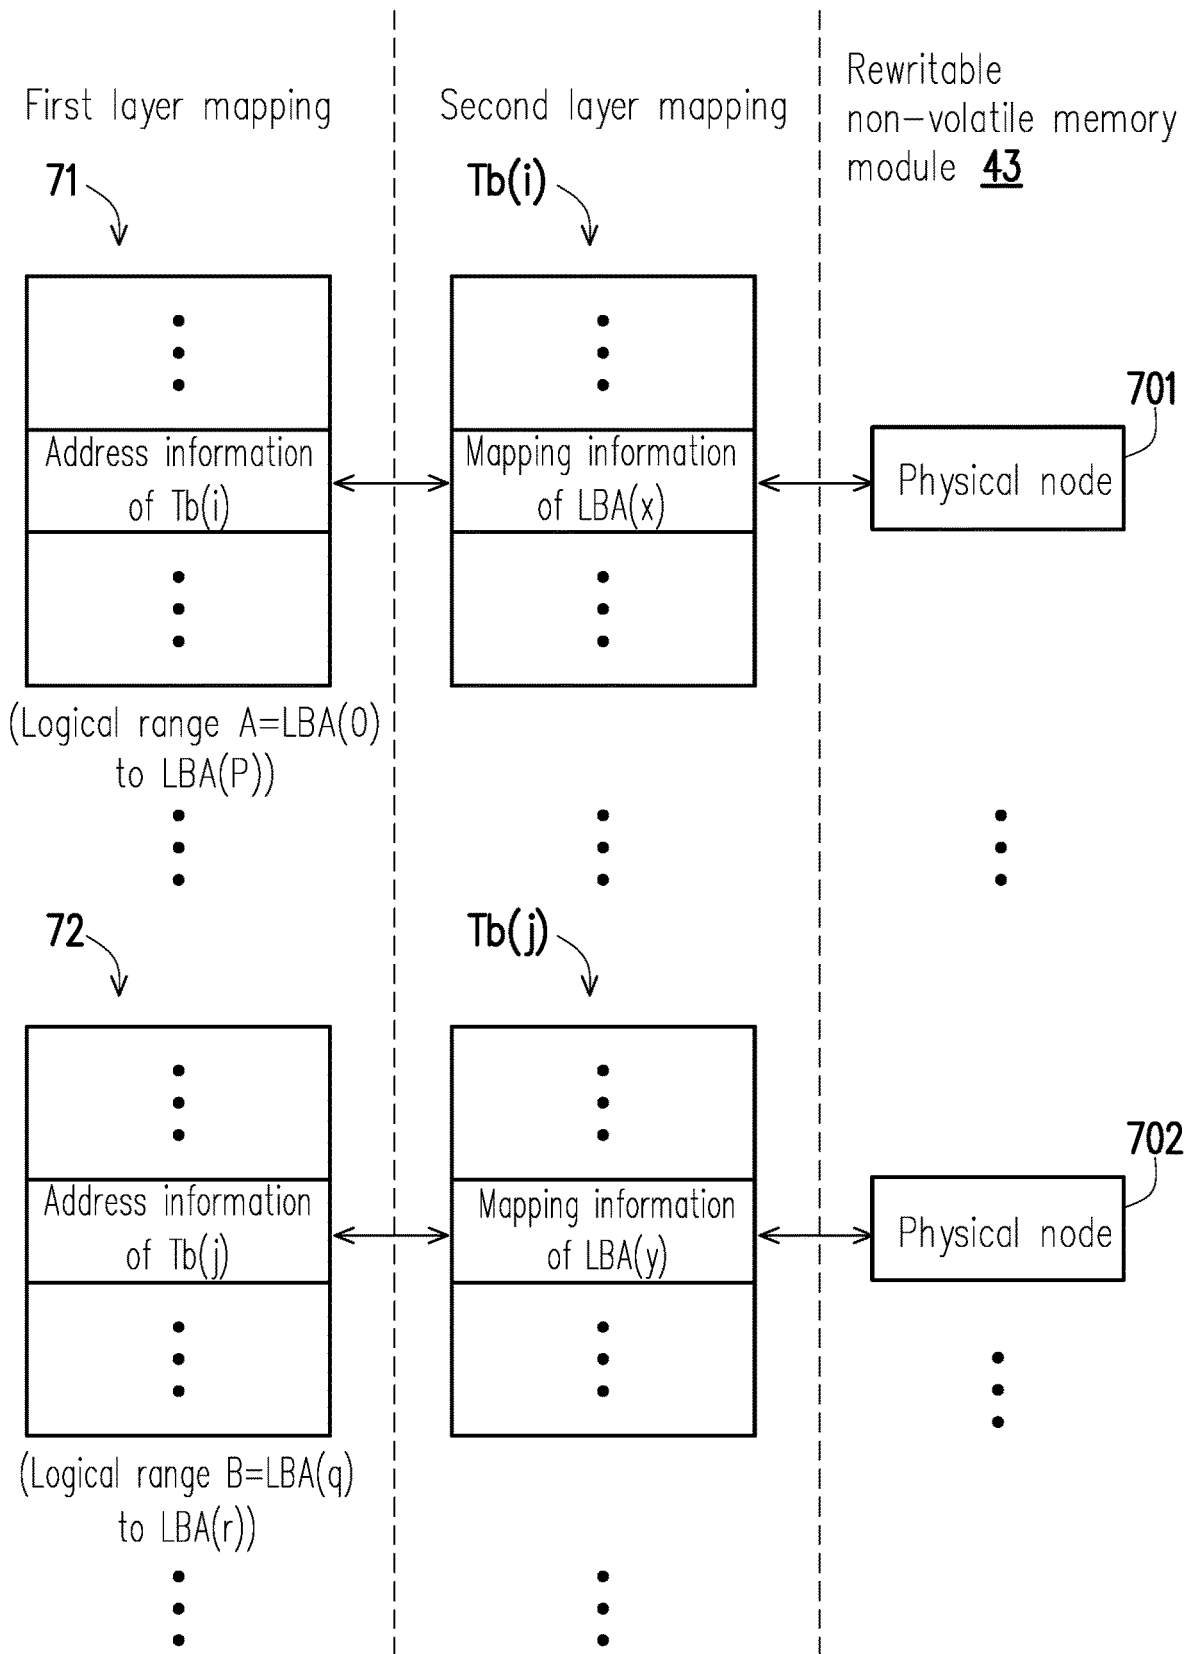 First layer mapping
Second layer mapping
Rewritable
non-volatile memory
module 43
71
Tb(i)
Address information
of Tb(i)
Mapping information
of LBA(x)
701
Physical node
(Logical range A=LBA(0)
to LBA(P))
72
Tb(j)
Address information
of Tb(j)
Mapping information
of LBA(y)
702
Physical node
(Logical range B=LBA(q)
to LBA(r))